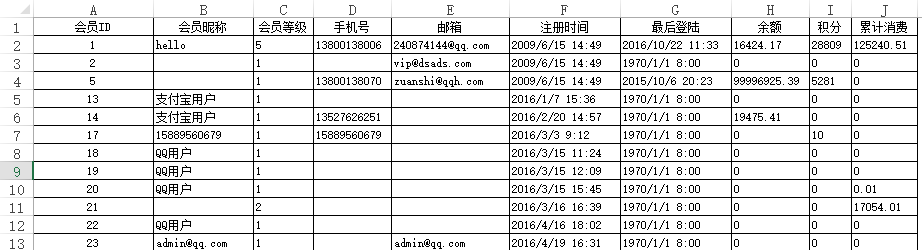 A B C D E F G H I J
1 会员ID 会员昵称 会员等级 手机号 邮箱 注册时间 最后登陆 余额 积分 累计消费
2 1 hello 5 13800138006 240874144@qq.com 2009/6/15 14:49 2016/10/22 11:33 16424.17 28809 125240.51
3 2 1 vip@dsads.com 2009/6/15 14:49 1970/1/1 8:00 0 0 0
4 5 1 13800138070 zuanshi@qqh.com 2009/6/15 14:49 2015/10/6 20:23 99996925.39 5281 0
5 13 支付宝用户 1 2016/1/7 15:36 1970/1/1 8:00 0 0 0
6 14 支付宝用户 1 13527626251 2016/2/20 14:57 1970/1/1 8:00 19475.41 0 0
7 17 15889560679 1 15889560679 2016/3/3 9:12 1970/1/1 8:00 0 10 0
8 18 QQ用户 1 2016/3/15 11:24 1970/1/1 8:00 0 0 0
9 19 QQ用户 1 2016/3/15 12:09 1970/1/1 8:00 0 0 0
10 20 QQ用户 1 2016/3/15 15:45 1970/1/1 8:00 0 0 0.01
11 21 2 2016/3/16 16:39 1970/1/1 8:00 0 0 17054.01
12 22 QQ用户 1 2016/4/16 18:02 1970/1/1 8:00 0 0 0
13 23 admin@qq.com 1 admin@qq.com 2016/4/19 16:31 1970/1/1 8:00 0 0 0